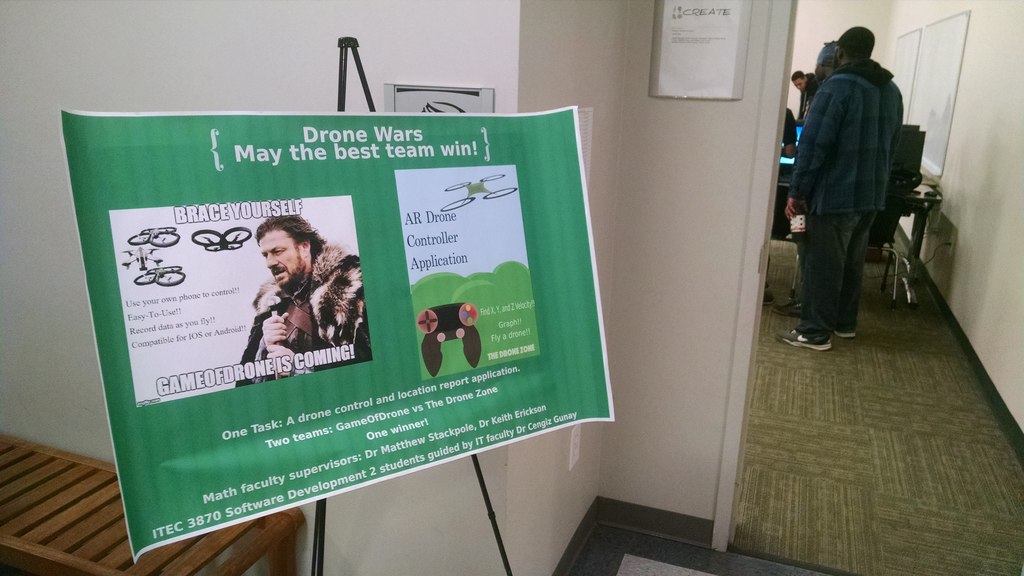 CREATE
{ Drone Wars
May the best team win! }
BRACE YOURSELF
Use your own phone to control!!
Easy-To-Use!!
Record data as you fly!!
Compatible for IOS or Android!!
GAMEOFDRONE IS COMING!
AR Drone
Controller
Application
Find X, Y, and Z Velocity!!
Graph!!
Fly a drone!!
THE DRONE ZONE
One Task: A drone control and location report application.
Two teams: GameOfDrone vs The Drone Zone
One winner!
Math faculty supervisors: Dr Matthew Stackpole, Dr Keith Erickson
ITEC 3870 Software Development 2 students guided by IT faculty Dr Cengiz Gunay